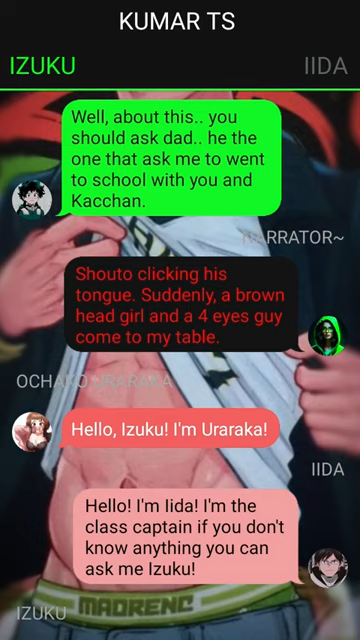 KUMAR TS
IZUKU
IIDA
Well, about this.. you
should ask dad.. he the
one that ask me to went
to school with you and
Kacchan.
NARRATOR~
Shouto clicking his
tongue. Suddenly, a brown
head girl and a 4 eyes guy
come to my table.
OCHAKO URARAKA
Hello, Izuku! I'm Uraraka!
IIDA
Hello! I'm Iida! I'm the
class captain if you don't
know anything you can
ask me Izuku!
IZUKU
MADRENC